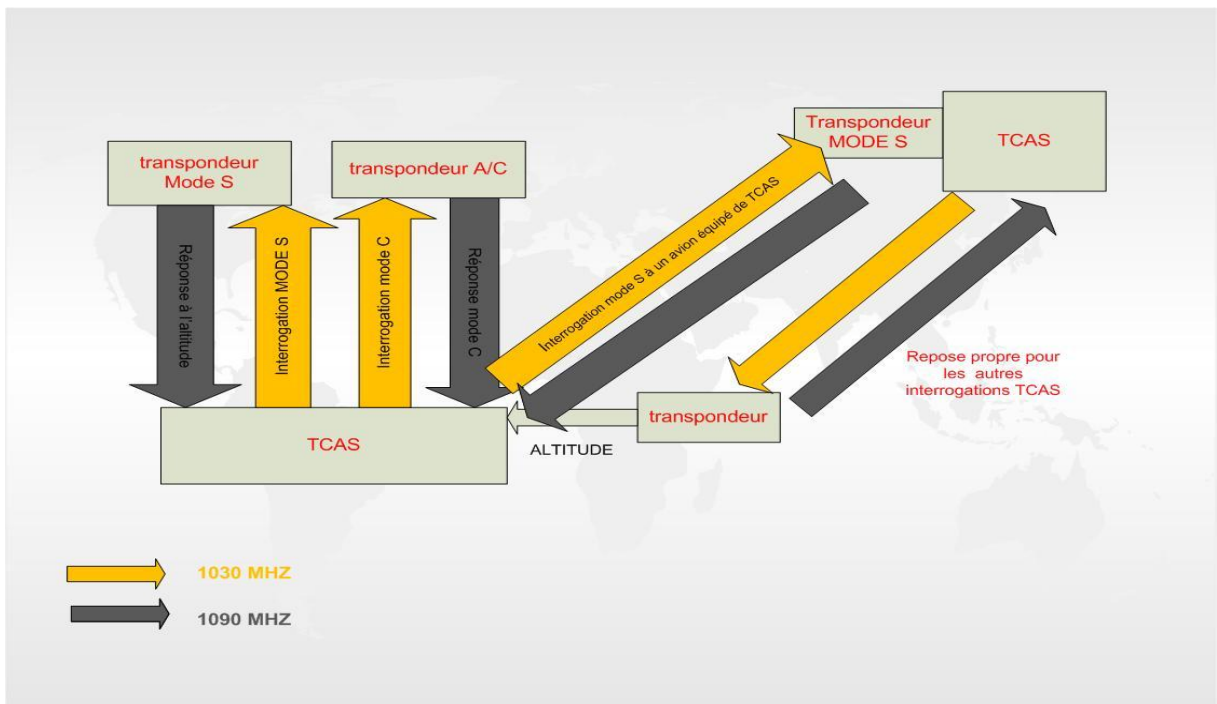 transpondeur
Mode S
transpondeur A/C
Transpondeur
MODE S
TCAS
Réponse à l'altitude
Interrogation MODE S
Interrogation mode C
Réponse mode C
Interrogation mode S à un avion équipé de TCAS
Repose propre pour
les autres
interrogations TCAS
transpondeur
TCAS
ALTITUDE
1030 MHZ
1090 MHZ